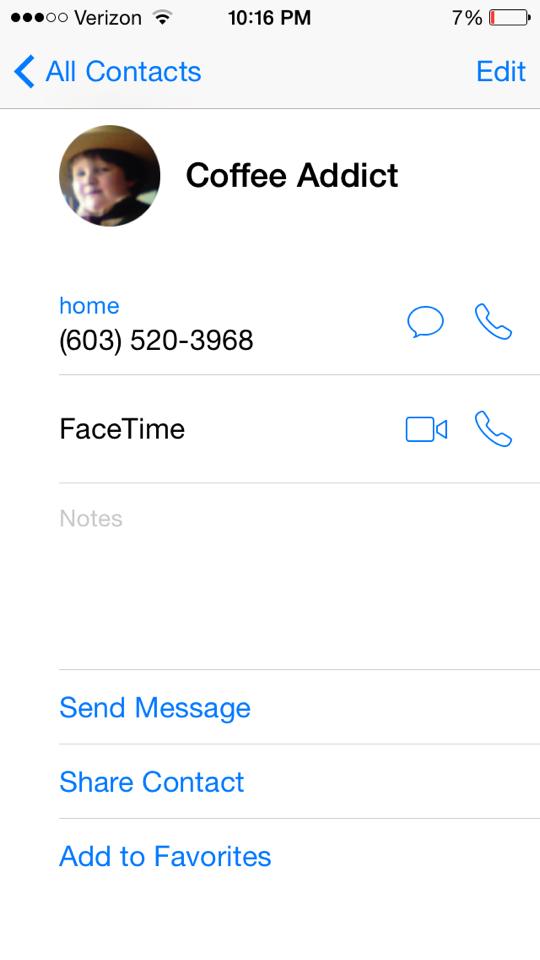 Verizon 10:16 PM 7%
All Contacts Edit
Coffee Addict
home
(603) 520-3968
FaceTime
Notes
Send Message
Share Contact
Add to Favorites